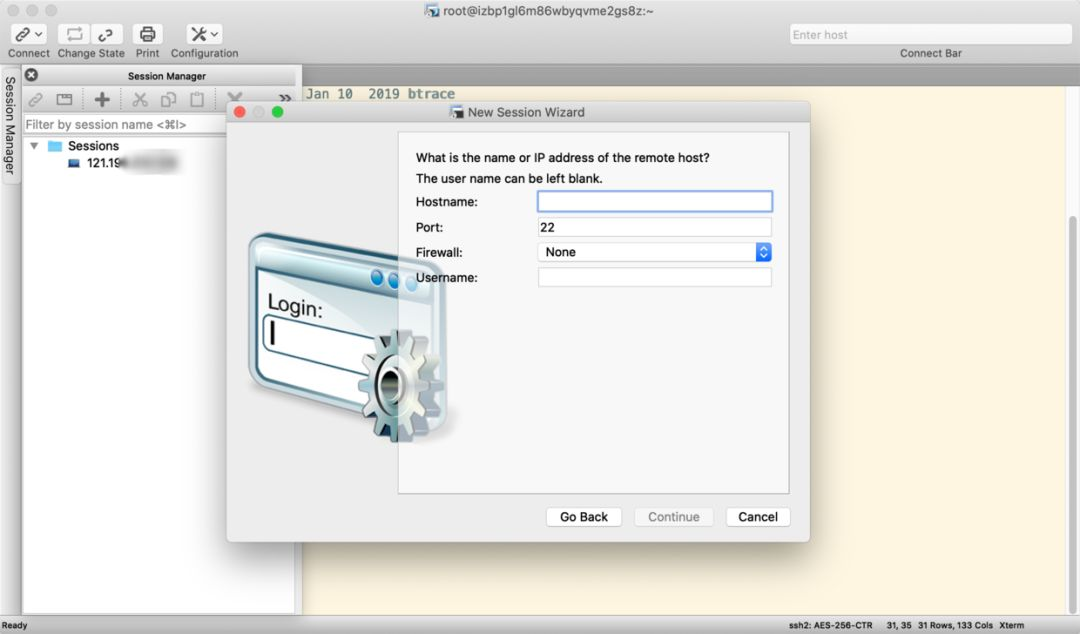 root@izbp1gl6m86wbyqvme2gs8z:~
Enter host
Connect Change State Print Configuration Connect Bar
Session Manager
Session Manager
Filter by session name <⌘I>
Sessions
Jan 10 2019 btrace
New Session Wizard
What is the name or IP address of the remote host?
The user name can be left blank.
Hostname:
Port: 22
Firewall: None
Username:
Login:
Go Back Continue Cancel
Ready ssh2: AES-256-CTR 31, 35 31 Rows, 133 Cols Xterm